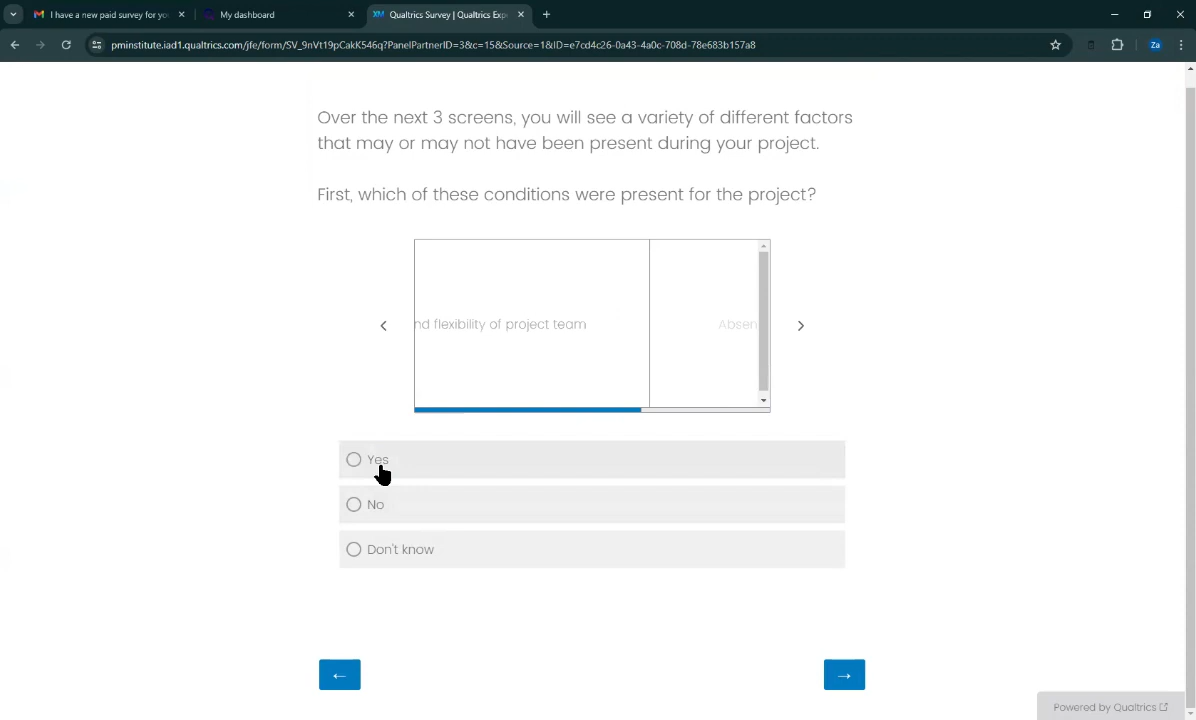 I have a new paid survey for yo
My dashboard
XM Qualtrics Survey | Qualtrics Exp
pminstitute.iad1.qualtrics.com/jfe/form/SV_9nVt19pCakK546q?PanelPartnerID=3&c=15&Source=1&ID=e7cd4c26-0a43-4a0c-708d-78e683b157a8
Za
Over the next 3 screens, you will see a variety of different factors
that may or may not have been present during your project.
First, which of these conditions were present for the project?
nd flexibility of project team
Absen
Yes
No
Don't know
Powered by Qualtrics